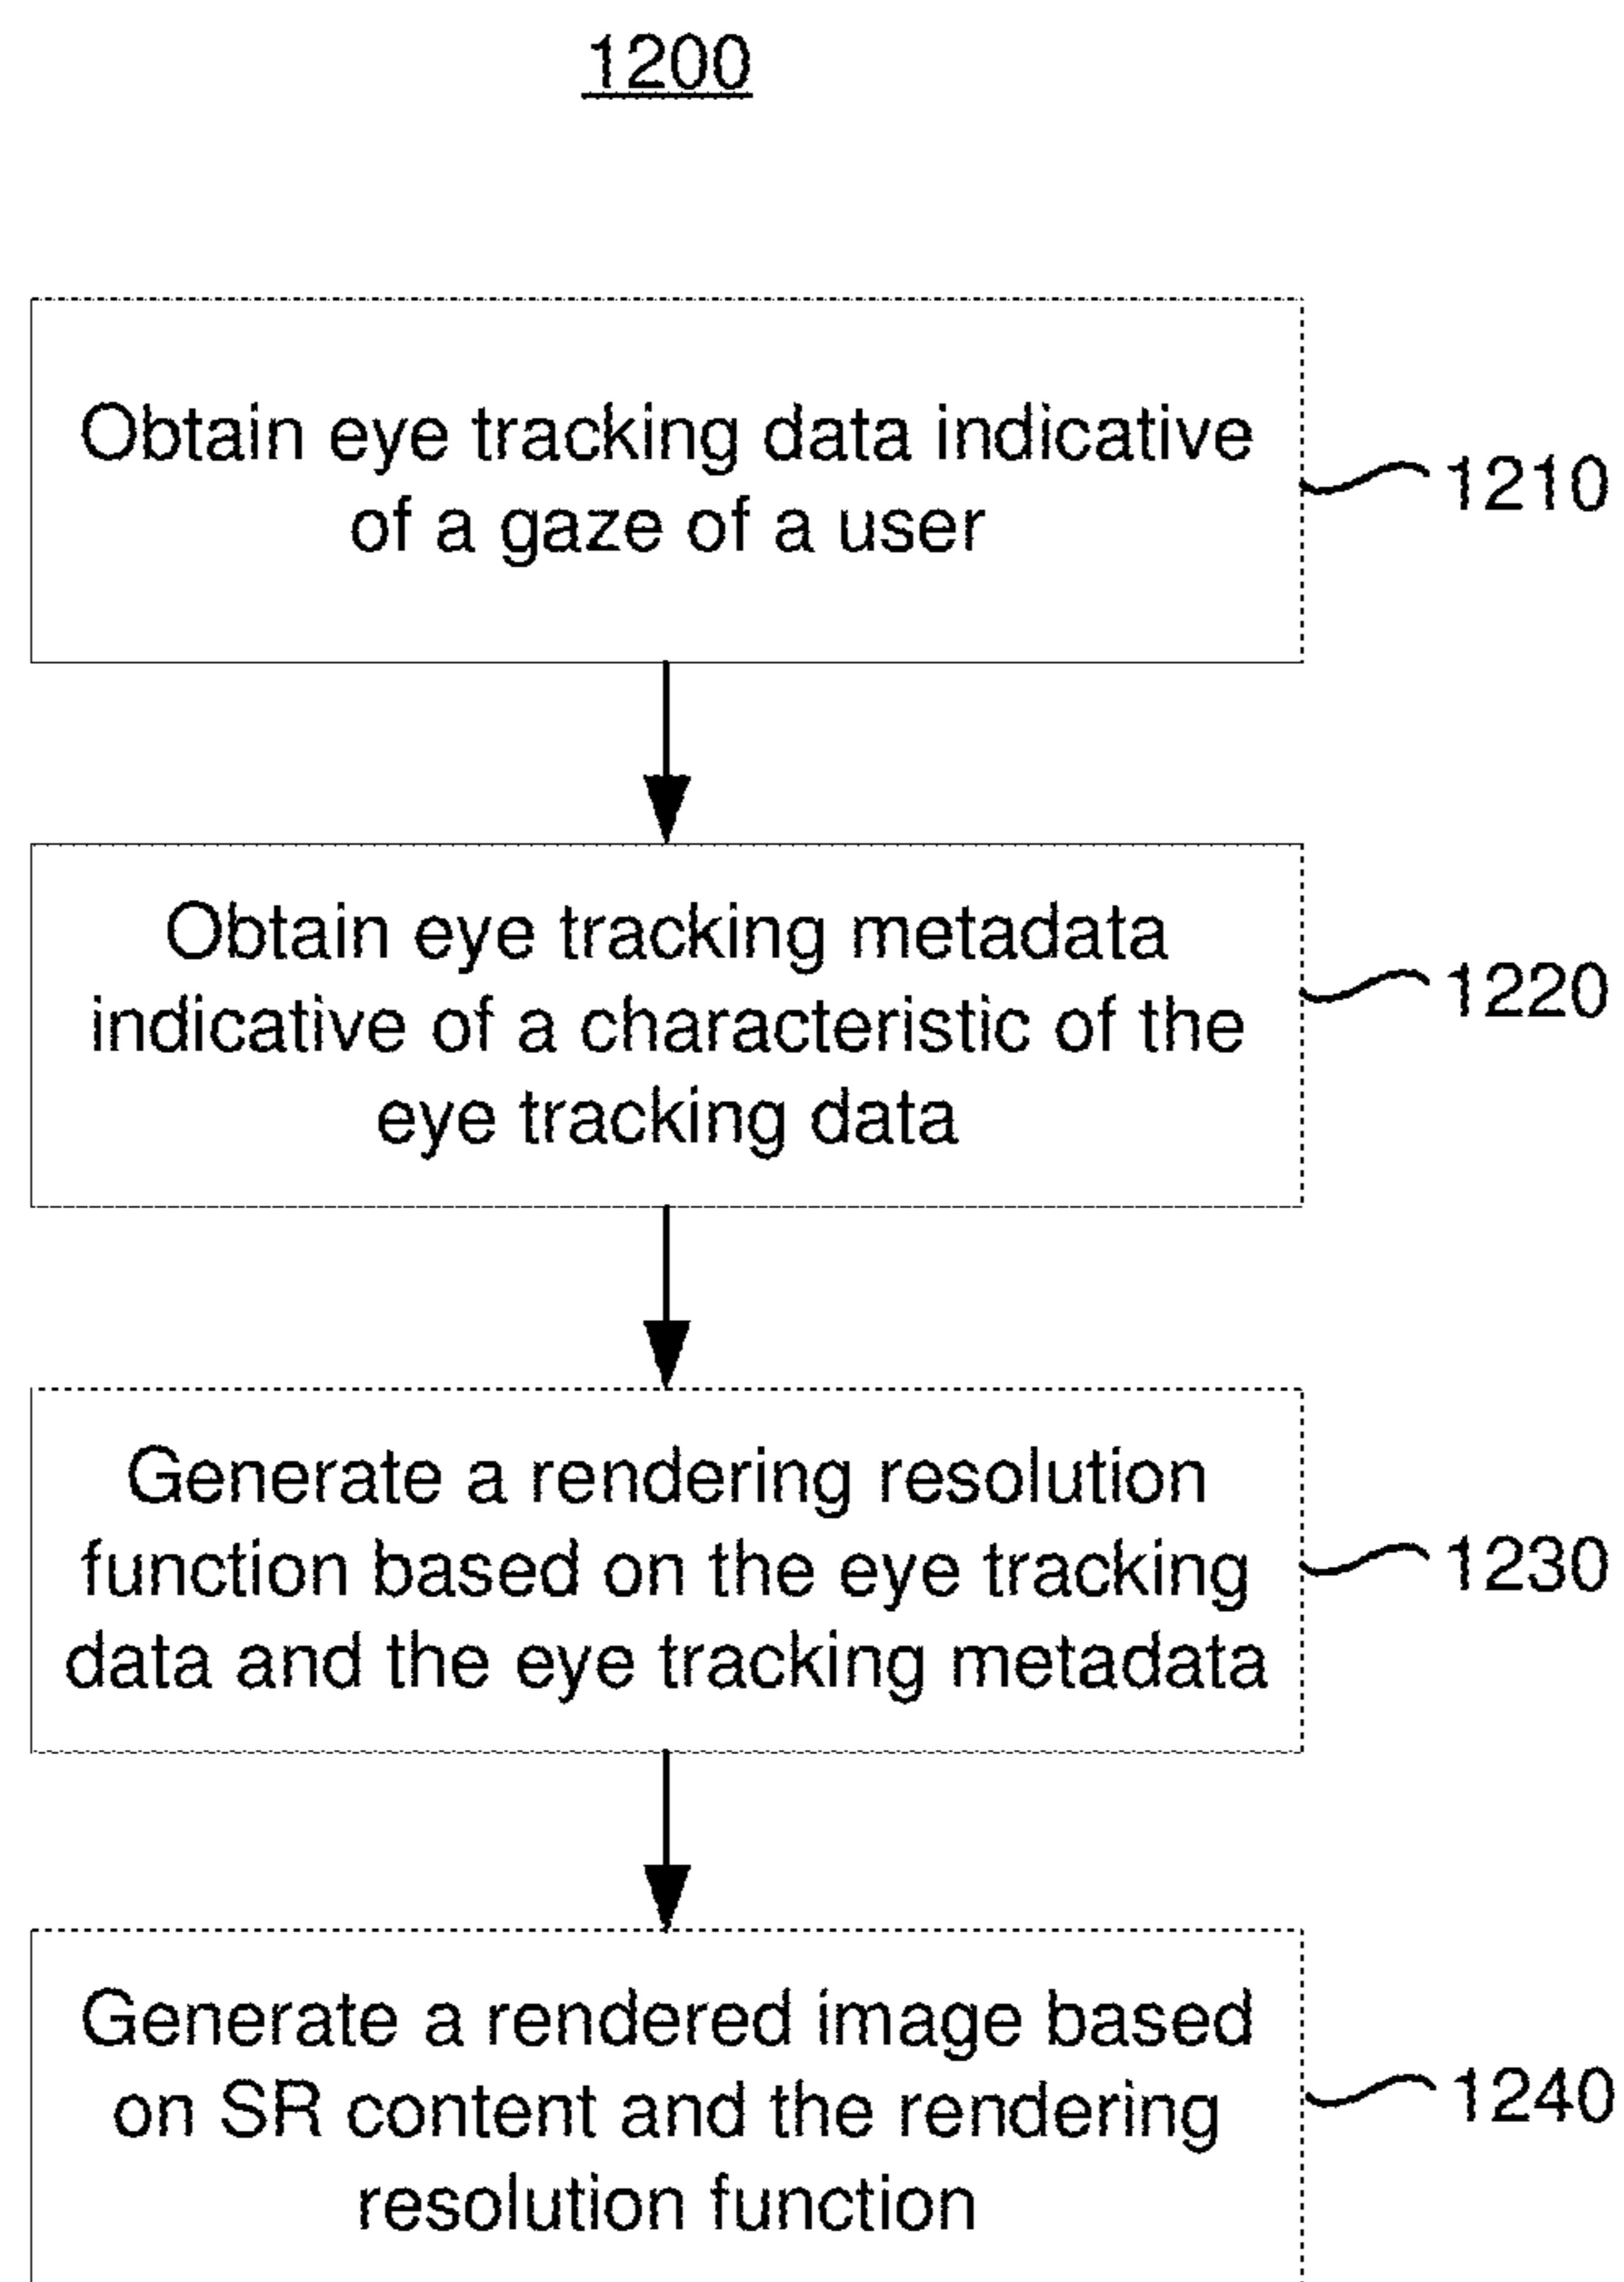 1200
Obtain eye tracking data indicative
of a gaze of a user
1210
Obtain eye tracking metadata
indicative of a characteristic of the
eye tracking data
1220
Generate a rendering resolution
function based on the eye tracking
data and the eye tracking metadata
1230
Generate a rendered image based
on SR content and the rendering
resolution function
1240